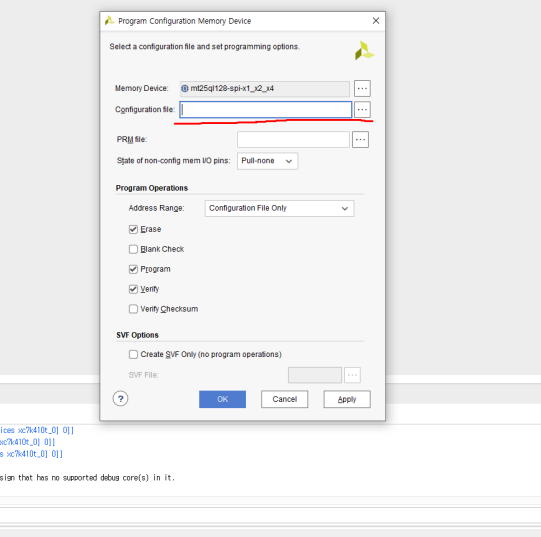 Program Configuration Memory Device
Select a configuration file and set programming options.
Memory Device: mt25ql128-spi-x1_x2_x4 ...
Configuration file: ...
PRM file: ...
State of non-config mem I/O pins: Pull-none
Program Operations
Address Range: Configuration File Only
Erase
Blank Check
Program
Verify
Verify Checksum
SVF Options
Create SVF Only (no program operations)
SVF File: ...
? OK Cancel Apply
ices xc7k410t_0] 0]]
xc7k410t_0] 0]]
s xc7k410t_0] 0]]
sign that has no supported debug core(s) in it.